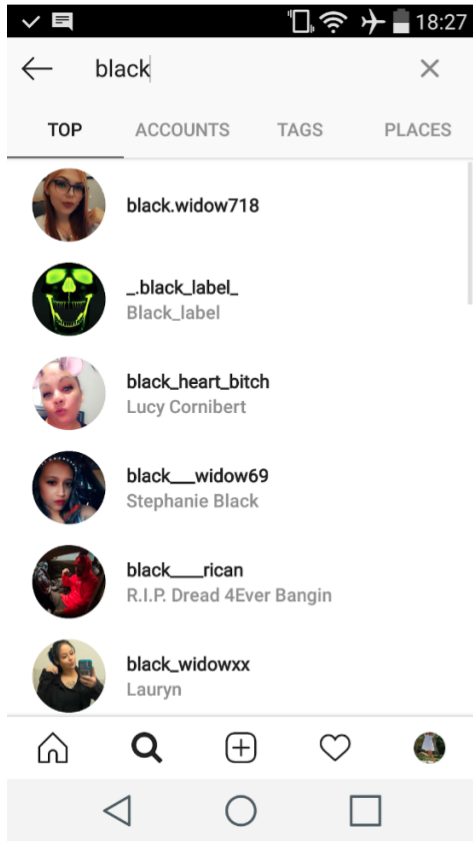 18:27
black
TOP ACCOUNTS TAGS PLACES
black.widow718
_.black_label_
Black_label
black_heart_bitch
Lucy Cornibert
black___widow69
Stephanie Black
black____rican
R.I.P. Dread 4Ever Bangin
black_widowxx
Lauryn